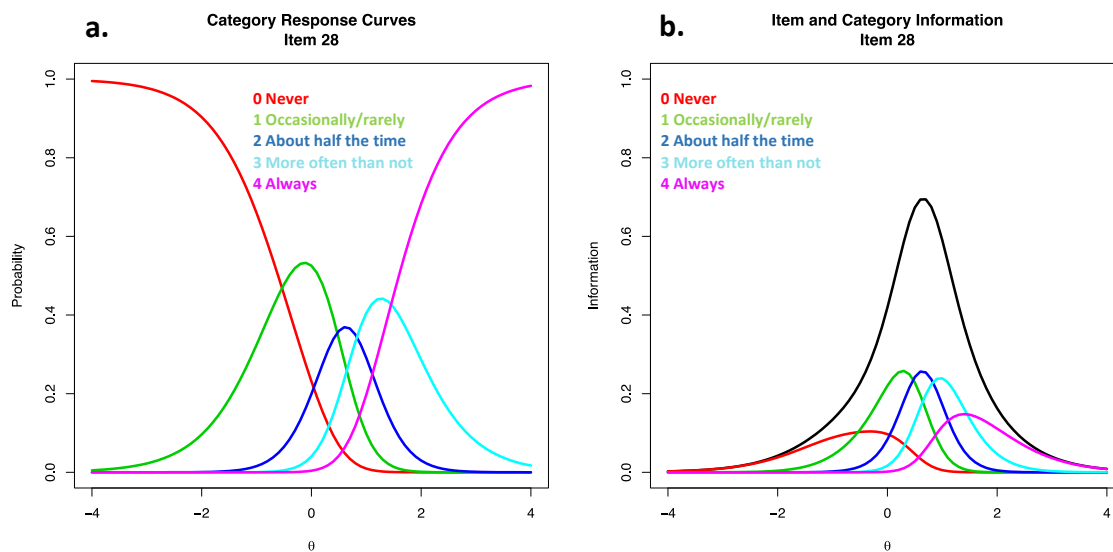 a.
Category Response Curves
Item 28
0 Never
1 Occasionally/rarely
2 About half the time
3 More often than not
4 Always
Probability
0.0
0.2
0.4
0.6
0.8
1.0
−4
−2
0
2
4
θ
b.
Item and Category Information
Item 28
0 Never
1 Occasionally/rarely
2 About half the time
3 More often than not
4 Always
Information
0.0
0.2
0.4
0.6
0.8
1.0
−4
−2
0
2
4
θ